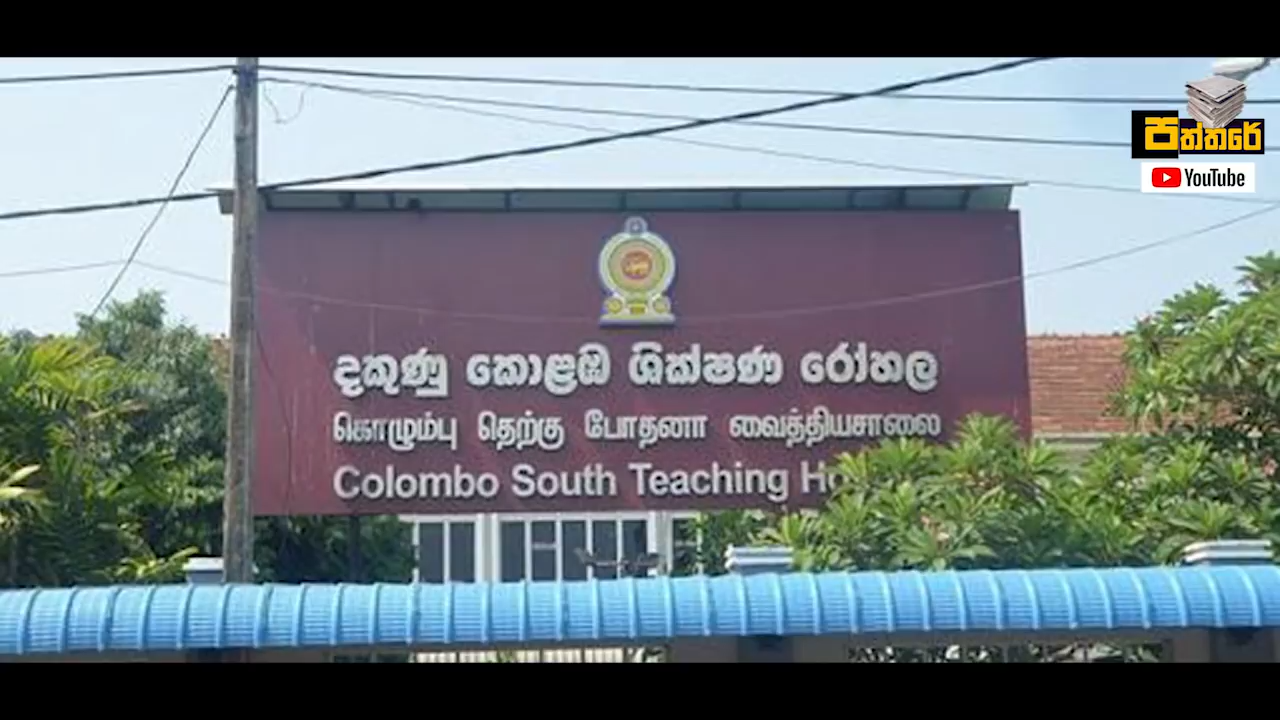 පත්තරේ
YouTube
දකුණු කොළඹ ශික්ෂණ රෝහල
கொழும்பு தெற்கு போதனா வைத்தியசாலை
Colombo South Teaching